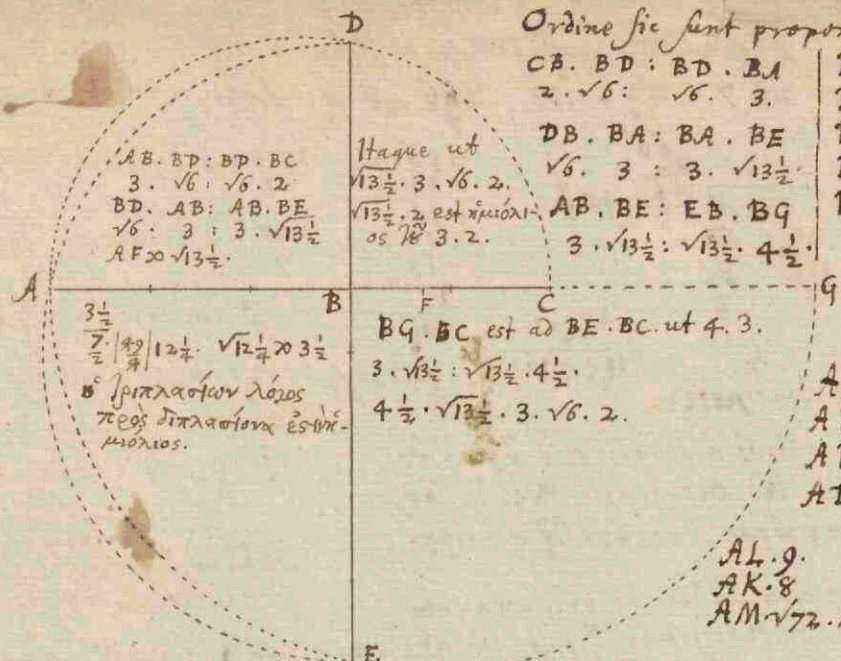 D
Ordine sic sunt propor
CB. BD : BD . BA
2 . √6 : √6 . 3.
DB. BA : BA . BE
√6. 3 : 3. √13½.
AB. BE : EB. BG
3 . √13½ : √13½. 4½.
AB. BD : BD. BC
3. √6 : √6. 2
BD. AB : AB. BE
√6. 3 : 3. √13½
AF ∞ √13½.
Itaque ut
√13½. 3. √6. 2.
√13½. 2 est ἡμιόλι-
ος 3. 2.
A
B
F
C
G
3½
7/2. |49/4| 12¼. √12¼ ∞ 3½
τριπλασίων λόγος
πρὸς διπλασίονα ἐστὶν ἡ-
μιόλιος.
BG. BC est ad BE. BC. ut 4. 3.
3. √13½ : √13½. 4½.
4½. √13½. 3. √6. 2.
A
A
A
A
AL. 9.
AK. 8
AM √72.
E